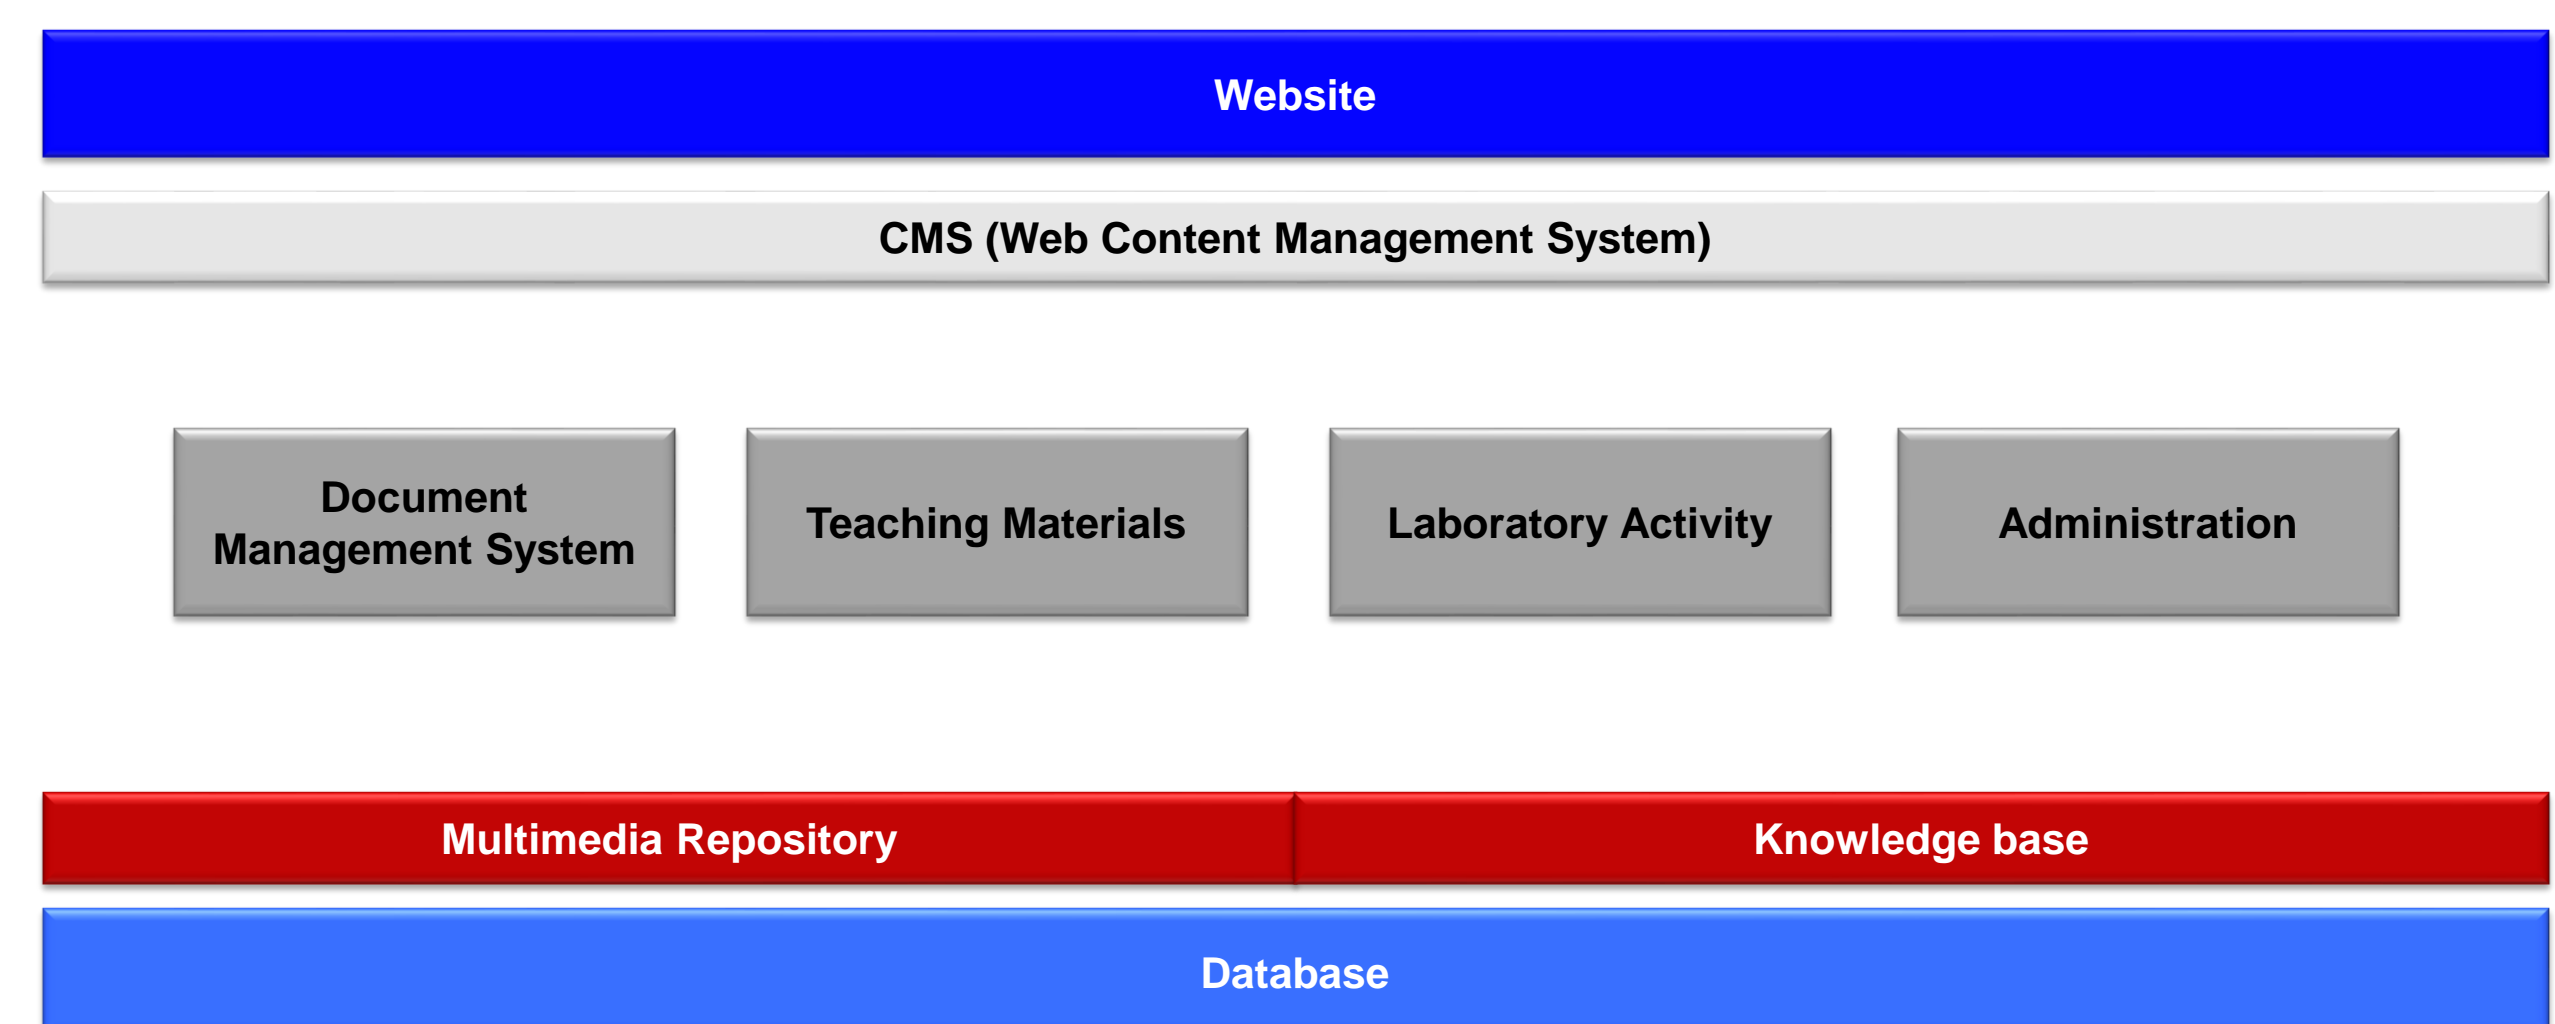 Website
CMS (Web Content Management System)
Document
Management System
Teaching Materials
Laboratory Activity
Administration
Multimedia Repository
Knowledge base
Database